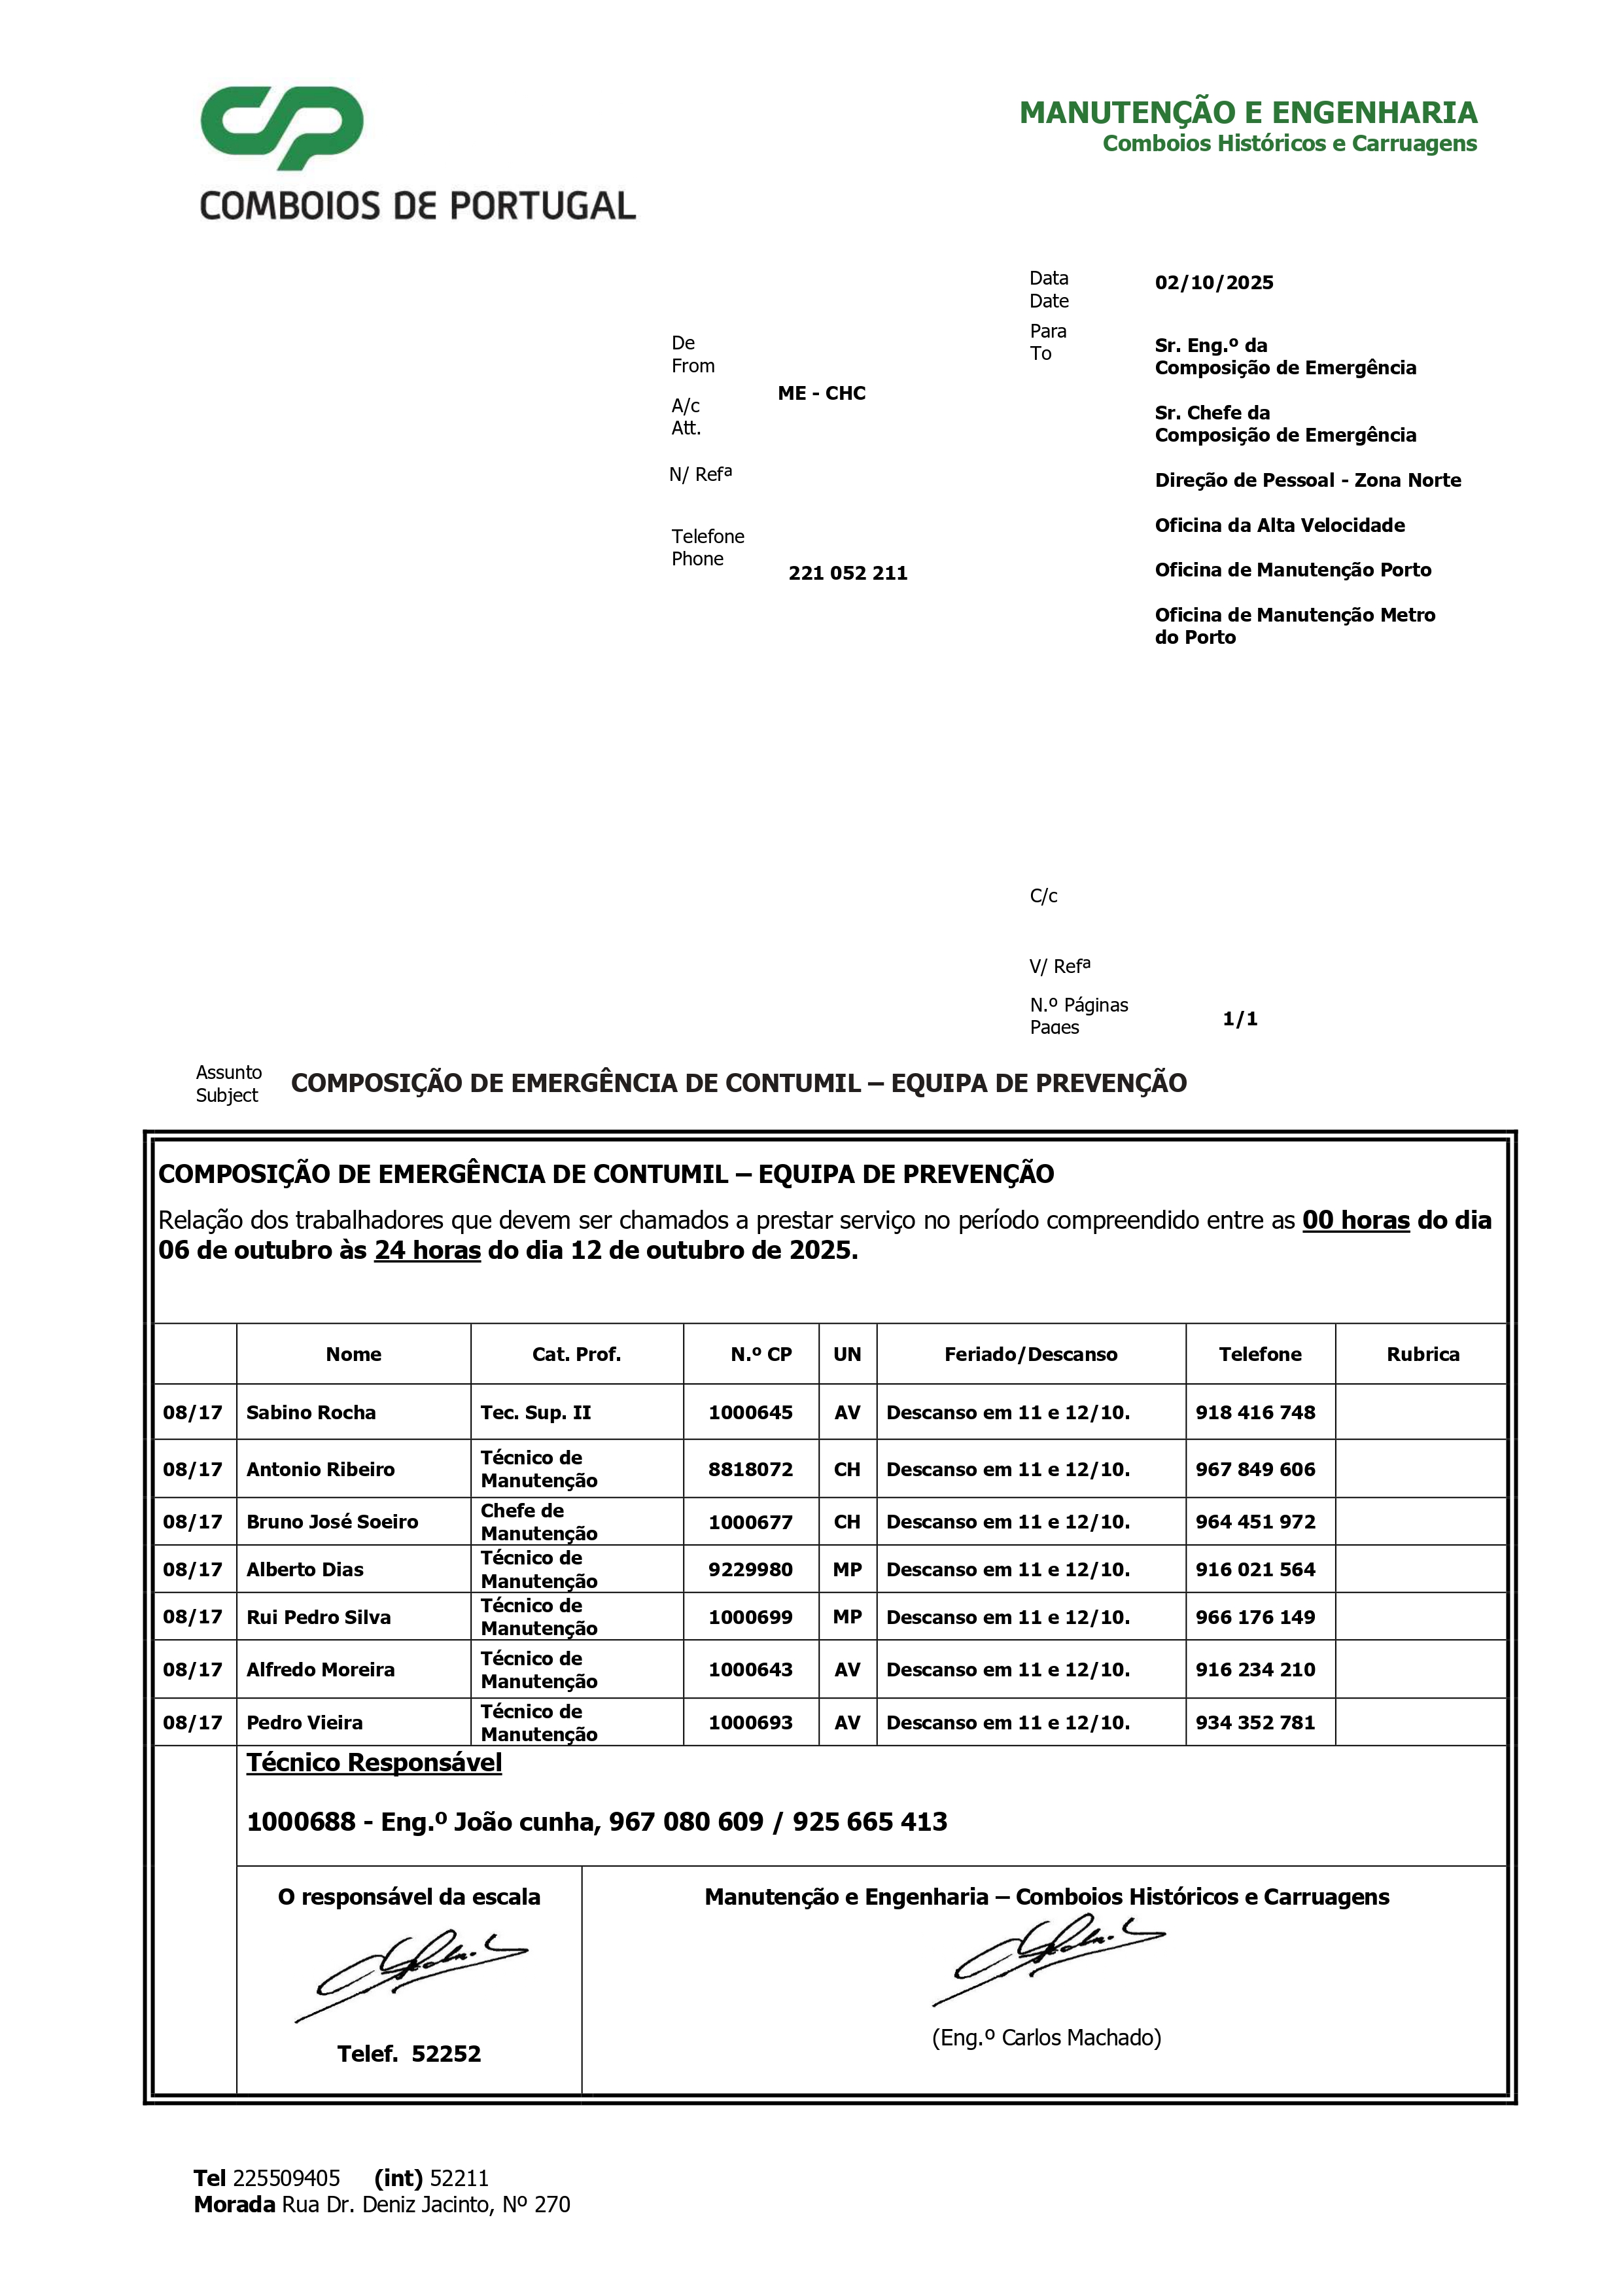 COMBOIOS DE PORTUGAL
MANUTENÇÃO E ENGENHARIA
Comboios Históricos e Carruagens
Data
Date
02/10/2025
De
From
ME - CHC
A/c
Att.
N/ Refª
Telefone
Phone
221 052 211
Para
To
Sr. Eng.º da
Composição de Emergência
Sr. Chefe da
Composição de Emergência
Direção de Pessoal - Zona Norte
Oficina da Alta Velocidade
Oficina de Manutenção Porto
Oficina de Manutenção Metro
do Porto
C/c
V/ Refª
N.º Páginas
Pages
1/1
Assunto
Subject
COMPOSIÇÃO DE EMERGÊNCIA DE CONTUMIL – EQUIPA DE PREVENÇÃO
COMPOSIÇÃO DE EMERGÊNCIA DE CONTUMIL – EQUIPA DE PREVENÇÃO
Relação dos trabalhadores que devem ser chamados a prestar serviço no período compreendido entre as 00 horas do dia
06 de outubro às 24 horas do dia 12 de outubro de 2025.
Nome Cat. Prof. N.º CP UN Feriado/Descanso Telefone Rubrica
08/17 Sabino Rocha Tec. Sup. II 1000645 AV Descanso em 11 e 12/10. 918 416 748
08/17 Antonio Ribeiro Técnico de Manutenção 8818072 CH Descanso em 11 e 12/10. 967 849 606
08/17 Bruno José Soeiro Chefe de Manutenção 1000677 CH Descanso em 11 e 12/10. 964 451 972
08/17 Alberto Dias Técnico de Manutenção 9229980 MP Descanso em 11 e 12/10. 916 021 564
08/17 Rui Pedro Silva Técnico de Manutenção 1000699 MP Descanso em 11 e 12/10. 966 176 149
08/17 Alfredo Moreira Técnico de Manutenção 1000643 AV Descanso em 11 e 12/10. 916 234 210
08/17 Pedro Vieira Técnico de Manutenção 1000693 AV Descanso em 11 e 12/10. 934 352 781
Técnico Responsável
1000688 - Eng.º João cunha, 967 080 609 / 925 665 413
O responsável da escala
Telef. 52252
Manutenção e Engenharia – Comboios Históricos e Carruagens
(Eng.º Carlos Machado)
Tel 225509405 (int) 52211
Morada Rua Dr. Deniz Jacinto, Nº 270